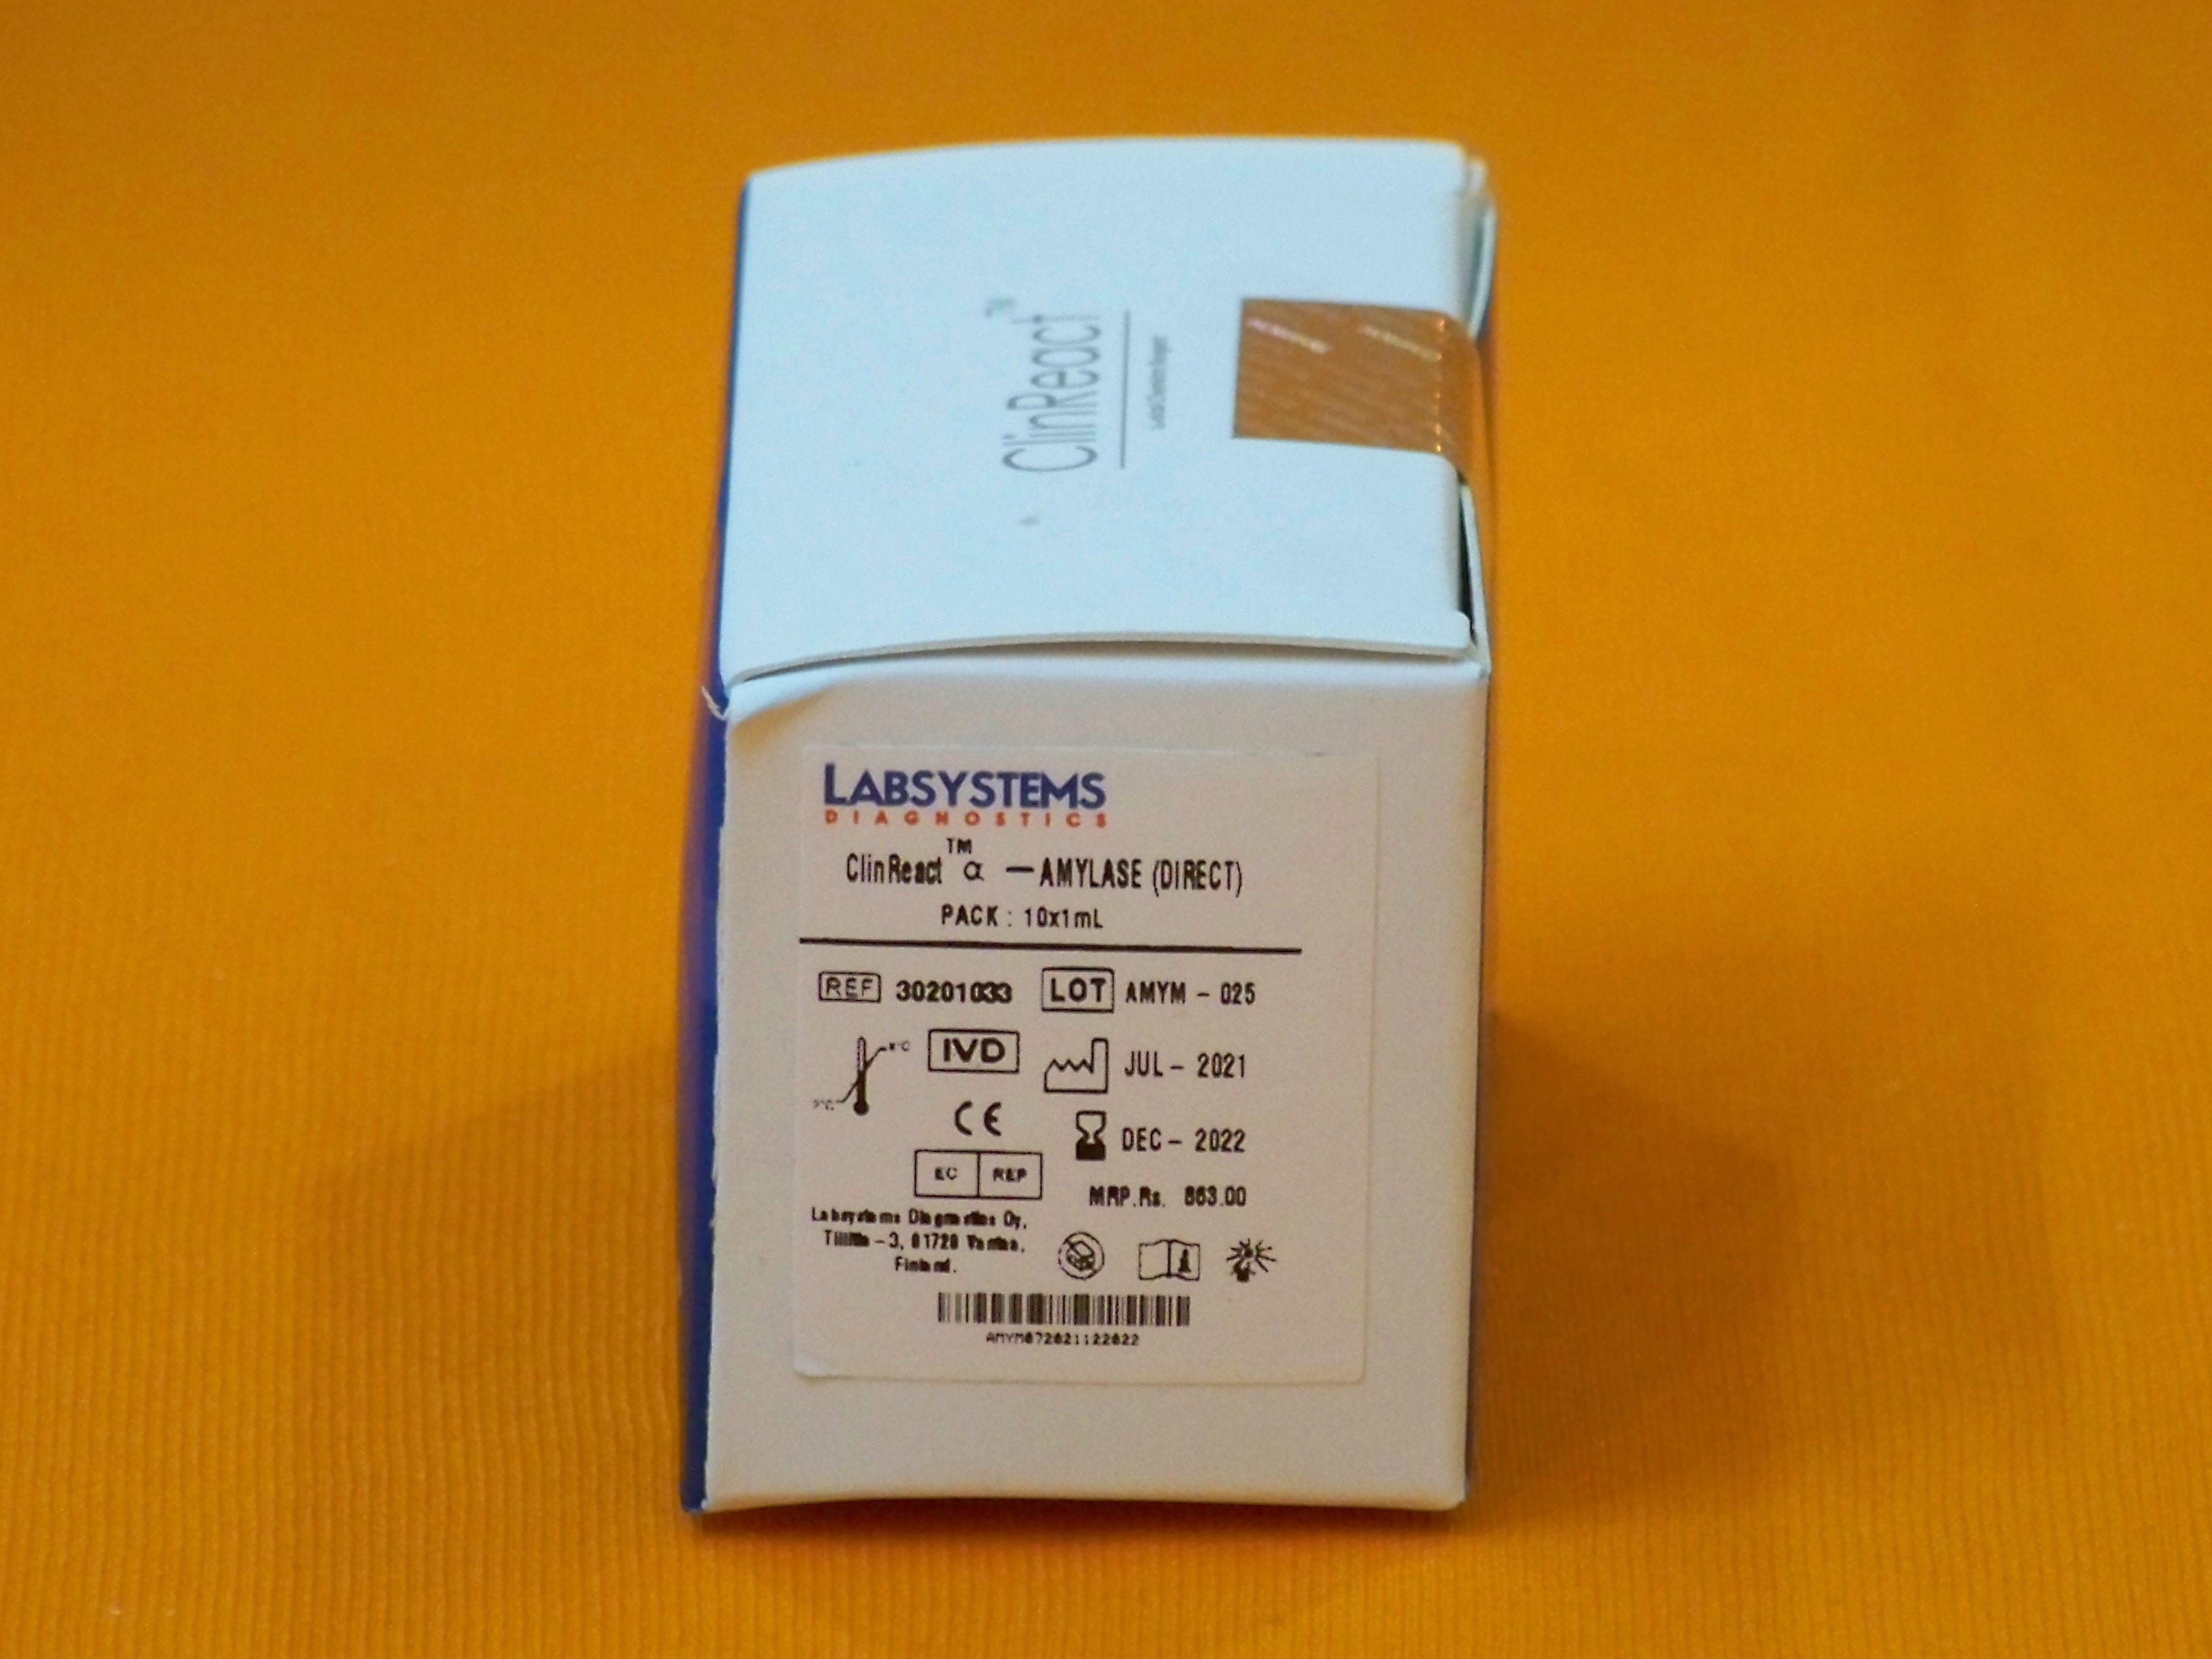 ClinReact™
LABSYSTEMS
DIAGNOSTICS
ClinReact™ α — AMYLASE (DIRECT)
PACK : 10x1mL
REF 30201033 LOT AMYM - 025
IVD JUL - 2021
CE
DEC - 2022
EC REP
MRP.Rs. 863.00
Labsystems Diagnostics Oy,
Tiilitie - 3, 01720 Vantaa,
Finland.
AMYM072021122022